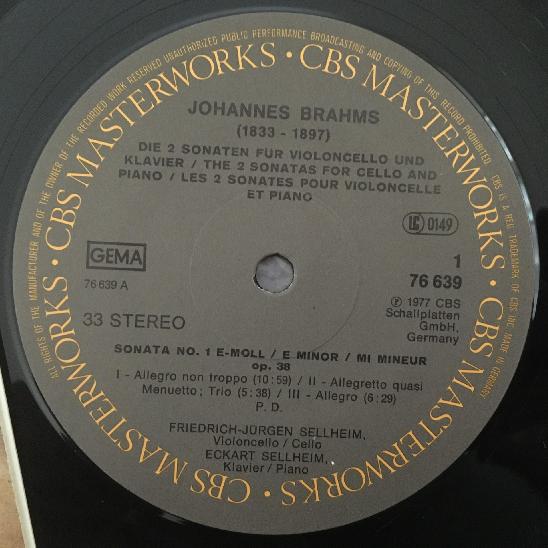 ALL RIGHTS OF THE MANUFACTURER AND OF THE OWNER OF THE RECORDED WORK RESERVED UNAUTHORIZED PUBLIC PERFORMANCE BROADCASTING AND COPYING OF THIS RECORD PROHIBITED. CBS IS A REG. TRADEMARK OF CBS INC. MADE IN GERMANY
CBS MASTERWORKS • CBS MASTERWORKS • CBS MASTERWORKS • CBS MASTERWORKS •
JOHANNES BRAHMS
(1833 - 1897)
DIE 2 SONATEN FÜR VIOLONCELLO UND
KLAVIER / THE 2 SONATAS FOR CELLO AND
PIANO / LES 2 SONATES POUR VIOLONCELLE
ET PIANO
LC 0149
GEMA
1
76 639 A
76 639
℗ 1977 CBS
Schallplatten
GmbH,
Germany
33 STEREO
SONATA NO. 1 E-MOLL / E MINOR / MI MINEUR
op. 38
I - Allegro non troppo (10:59) / II - Allegretto quasi
Menuetto; Trio (5:38) / III - Allegro (6:29)
P. D.
FRIEDRICH-JÜRGEN SELLHEIM,
Violoncello / Cello
ECKART SELLHEIM,
Klavier / Piano